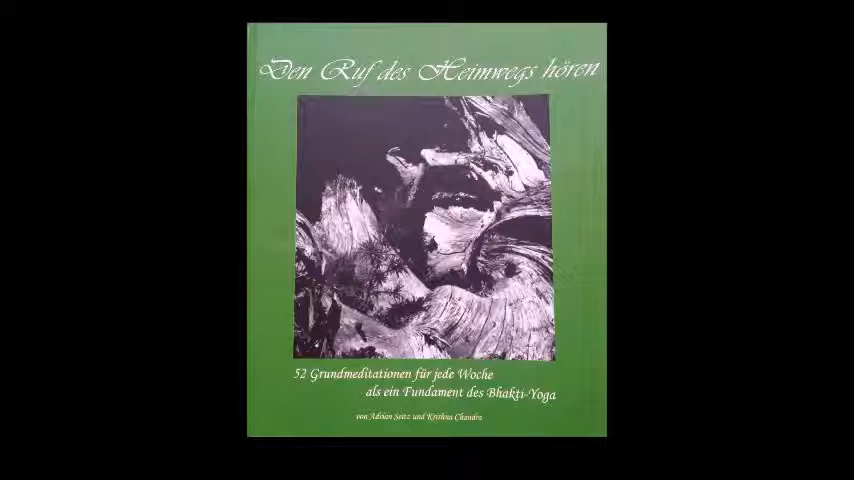 Den Ruf des Heimwegs hören
52 Grundmeditationen für jede Woche
als ein Fundament des Bhakti-Yoga
von Adrian Seitz und Krishna Chandra